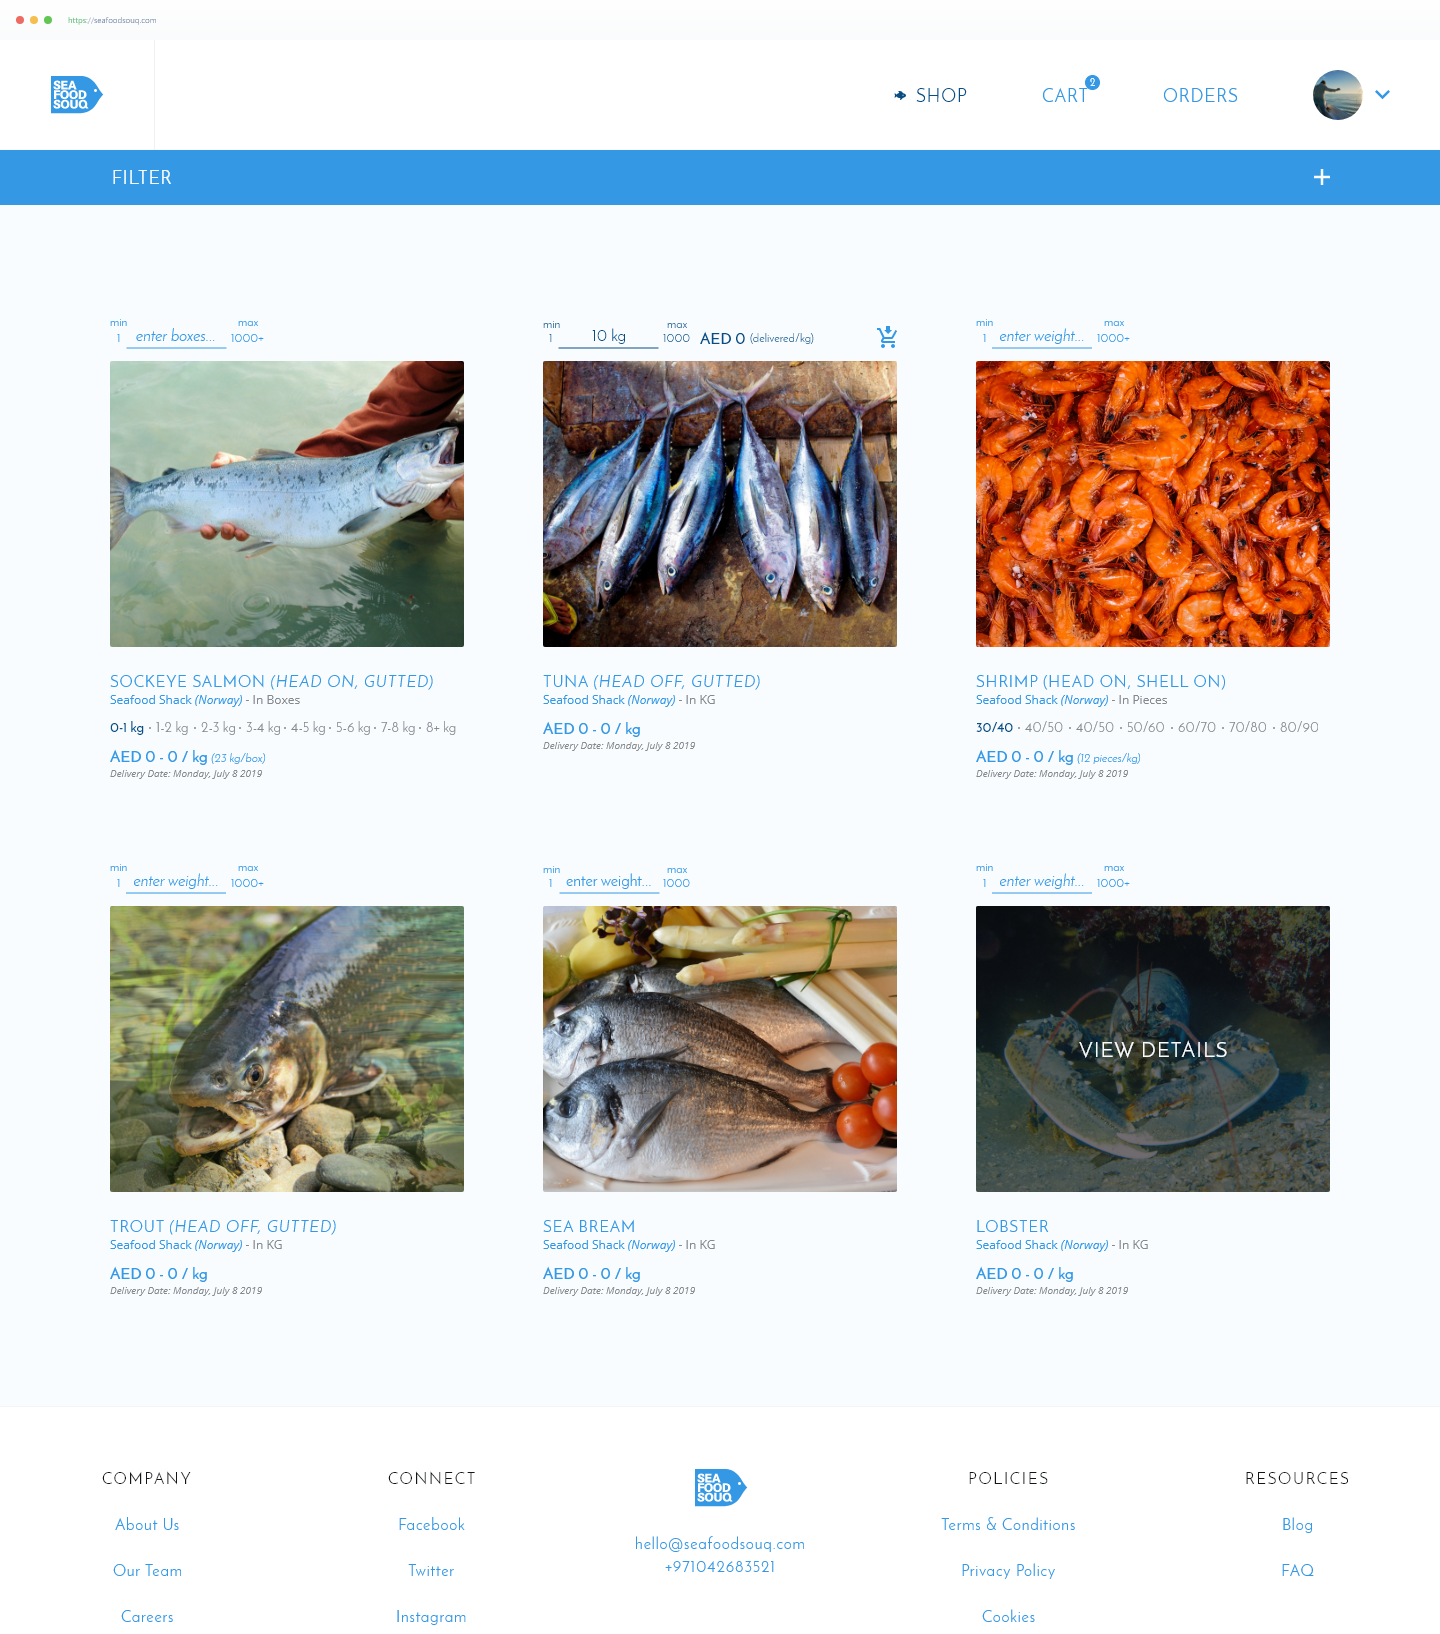 https://seafoodsouq.com
SEA
FOOD
SOUQ
SHOP
CART
2
ORDERS
FILTER
+
min max
1 enter boxes... 1000+
SOCKEYE SALMON (HEAD ON, GUTTED)
Seafood Shack (Norway) - In Boxes
0-1 kg · 1-2 kg · 2-3 kg · 3-4 kg · 4-5 kg · 5-6 kg · 7-8 kg · 8+ kg
AED 0 - 0 / kg (23 kg/box)
Delivery Date: Monday, July 8 2019
min max
1 10 kg 1000 AED 0 (delivered/kg)
TUNA (HEAD OFF, GUTTED)
Seafood Shack (Norway) - In KG
AED 0 - 0 / kg
Delivery Date: Monday, July 8 2019
min max
1 enter weight... 1000+
SHRIMP (HEAD ON, SHELL ON)
Seafood Shack (Norway) - In Pieces
30/40 · 40/50 · 40/50 · 50/60 · 60/70 · 70/80 · 80/90
AED 0 - 0 / kg (12 pieces/kg)
Delivery Date: Monday, July 8 2019
min max
1 enter weight... 1000+
TROUT (HEAD OFF, GUTTED)
Seafood Shack (Norway) - In KG
AED 0 - 0 / kg
Delivery Date: Monday, July 8 2019
min max
1 enter weight... 1000
SEA BREAM
Seafood Shack (Norway) - In KG
AED 0 - 0 / kg
Delivery Date: Monday, July 8 2019
min max
1 enter weight... 1000+
VIEW DETAILS
LOBSTER
Seafood Shack (Norway) - In KG
AED 0 - 0 / kg
Delivery Date: Monday, July 8 2019
COMPANY
About Us
Our Team
Careers
CONNECT
Facebook
Twitter
Instagram
SEA
FOOD
SOUQ
hello@seafoodsouq.com
+971042683521
POLICIES
Terms & Conditions
Privacy Policy
Cookies
RESOURCES
Blog
FAQ